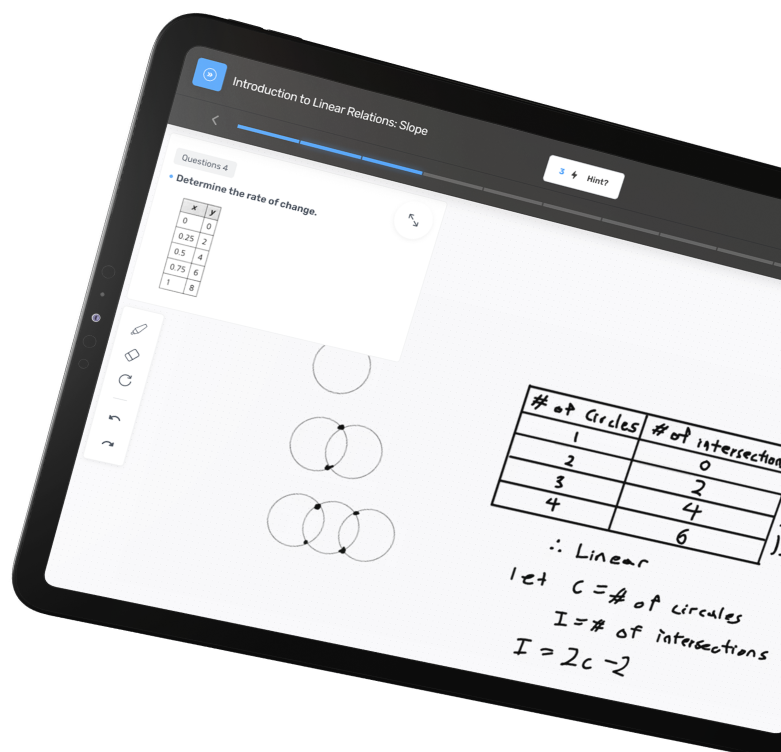 Introduction to Linear Relations: Slope
3 Hint?
Questions 4
Determine the rate of change.
x y
0 0
0.25 2
0.5 4
0.75 6
1 8
# of Circles # of intersection
1 0
2 2
3 4
4 6
∴ Linear
let c = # of circules
I = # of intersections
I = 2c - 2